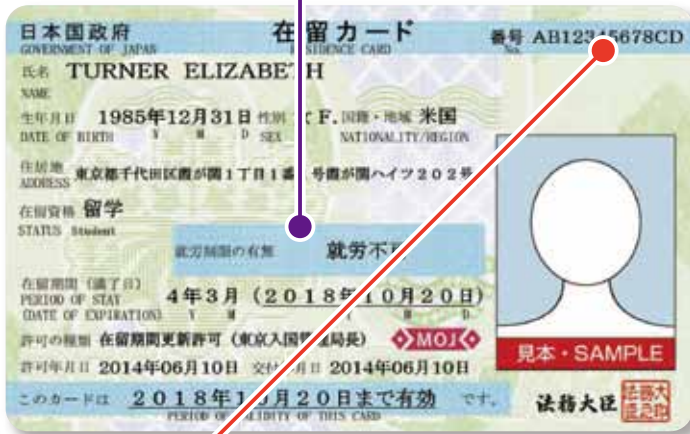 日本国政府 在留カード 番号 AB12345678CD
GOVERNMENT OF JAPAN RESIDENCE CARD No.
氏名 TURNER ELIZABETH
NAME
生年月日 1985年12月31日 性別 女 F. 国籍・地域 米国
DATE OF BIRTH Y M D SEX NATIONALITY/REGION
住居地 東京都千代田区霞が関1丁目1番 号霞が関ハイツ202号
ADDRESS
在留資格 留学
STATUS Student
就労制限の有無 就労不可
在留期間(満了日) 4年3月(2018年10月20日)
PERIOD OF STAY
(DATE OF EXPIRATION) Y M Y M D
許可の種類 在留期間更新許可(東京入国管理局長) MOJ
許可年月日 2014年06月10日 交付年月日 2014年06月10日
見本・SAMPLE
このカードは 2018年10月20日まで有効 です。 法務大臣
PERIOD OF VALIDITY OF THIS CARD